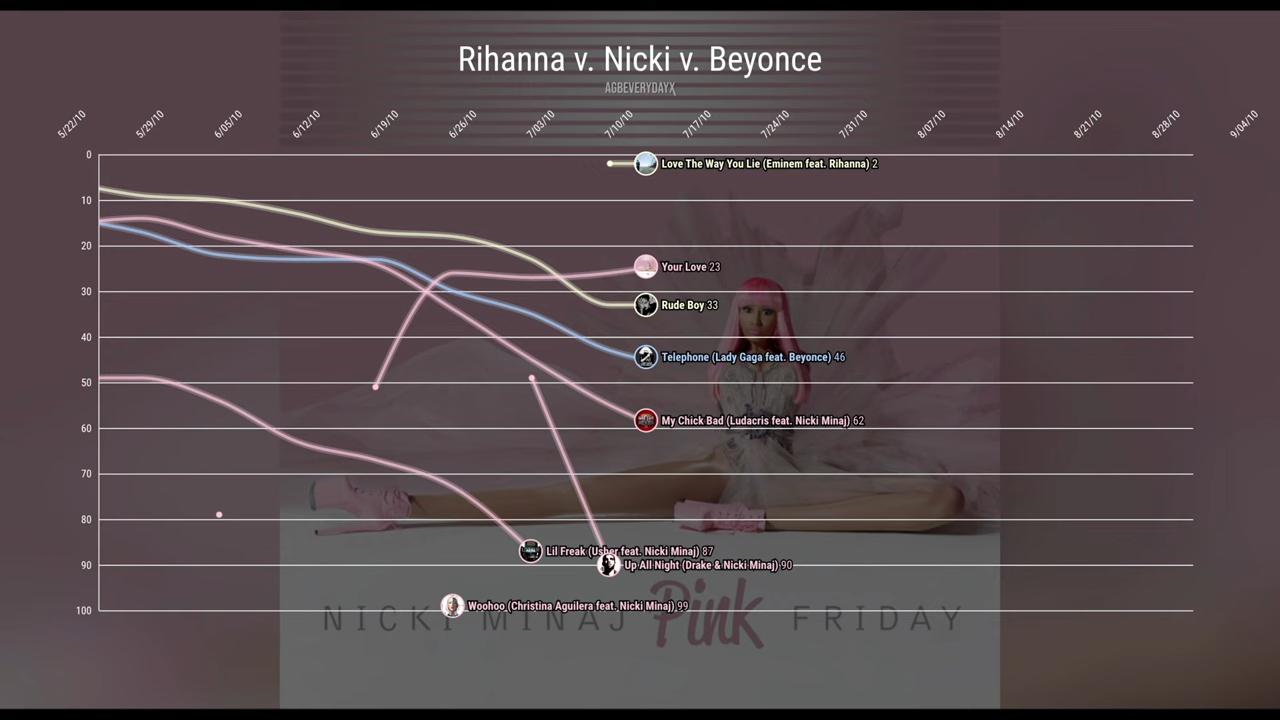 Rihanna v. Nicki v. Beyonce
AGBEVERYDAYX
5/22/10 5/29/10 6/05/10 6/12/10 6/19/10 6/26/10 7/03/10 7/10/10 7/17/10 7/24/10 7/31/10 8/07/10 8/14/10 8/21/10 8/28/10 9/04/10
0
Love The Way You Lie (Eminem feat. Rihanna) 2
10
20
Your Love 23
30
Rude Boy 33
40
Telephone (Lady Gaga feat. Beyonce) 46
50
My Chick Bad (Ludacris feat. Nicki Minaj) 62
60
70
80
Lil Freak (Usher feat. Nicki Minaj) 87
90
Up All Night (Drake & Nicki Minaj) 90
Woohoo (Christina Aguilera feat. Nicki Minaj) 99
100
NICKI MINAJ Pink FRIDAY